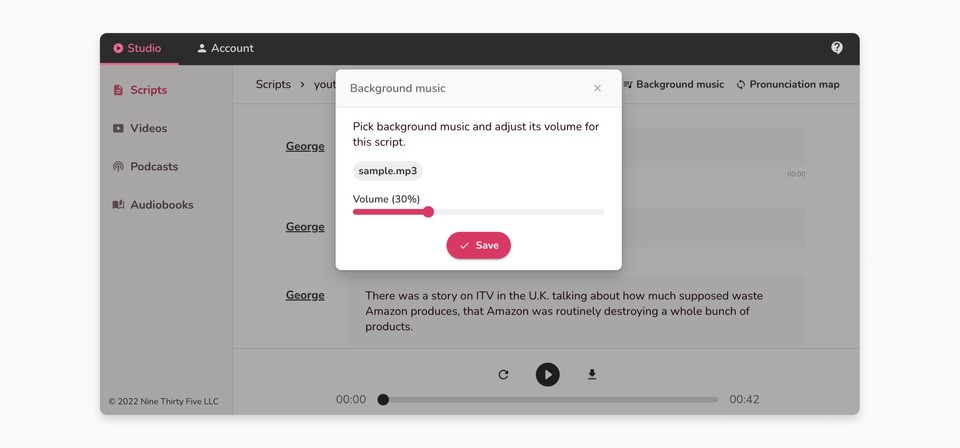 Studio
Account
Scripts
Videos
Podcasts
Audiobooks
© 2022 Nine Thirty Five LLC
Scripts > yout
Background music
Pronunciation map
Background music
Pick background music and adjust its volume for
this script.
sample.mp3
Volume (30%)
Save
George
00:00
George
George
There was a story on ITV in the U.K. talking about how much supposed waste
Amazon produces, that Amazon was routinely destroying a whole bunch of
products.
00:00
00:42